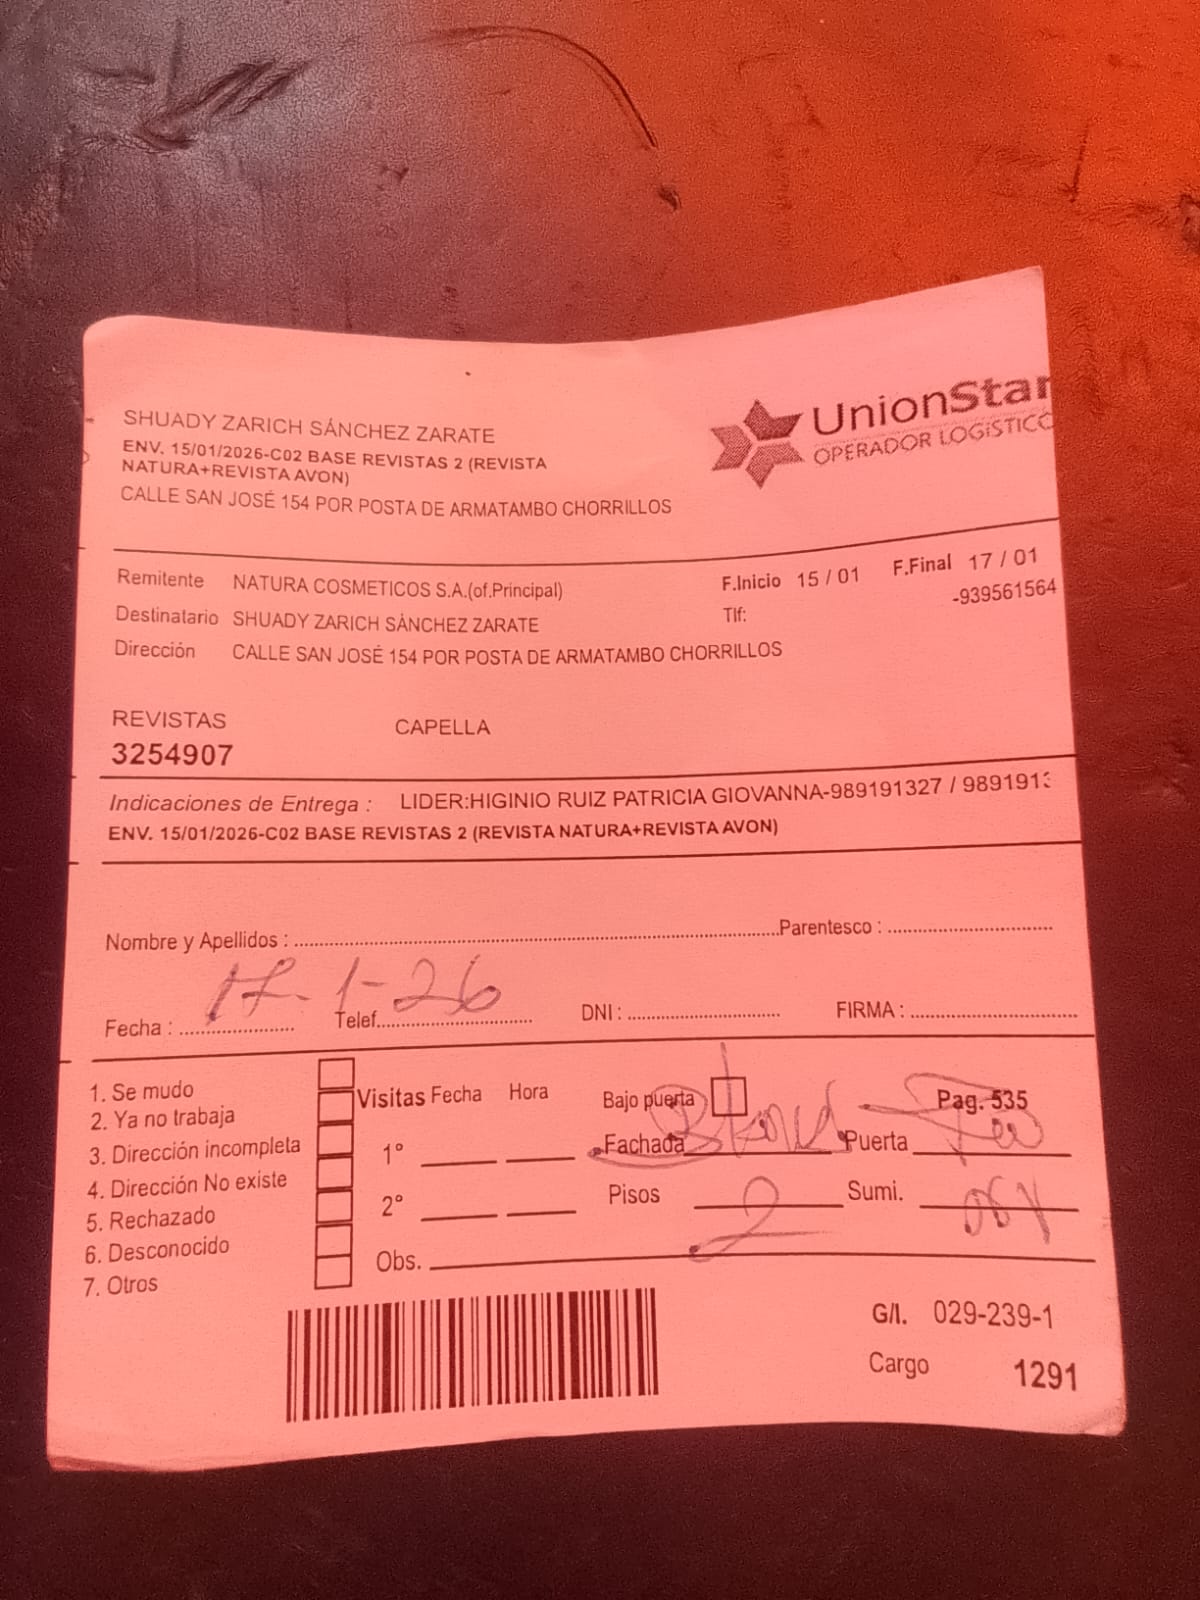 UnionStar
OPERADOR LOGÍSTICO
SHUADY ZARICH SÁNCHEZ ZARATE
ENV. 15/01/2026-C02 BASE REVISTAS 2 (REVISTA
NATURA+REVISTA AVON)
CALLE SAN JOSÉ 154 POR POSTA DE ARMATAMBO CHORRILLOS
Remitente NATURA COSMETICOS S.A.(of.Principal) F.Inicio 15 / 01 F.Final 17 / 01
Destinatario SHUADY ZARICH SÁNCHEZ ZARATE Tlf: -939561564
Dirección CALLE SAN JOSÉ 154 POR POSTA DE ARMATAMBO CHORRILLOS
REVISTAS CAPELLA
3254907
Indicaciones de Entrega : LIDER:HIGINIO RUIZ PATRICIA GIOVANNA-989191327 / 989191
ENV. 15/01/2026-C02 BASE REVISTAS 2 (REVISTA NATURA+REVISTA AVON)
Nombre y Apellidos : Parentesco :
17-1-26
Fecha : Telef. DNI : FIRMA :
1. Se mudo
2. Ya no trabaja
3. Dirección incompleta
4. Dirección No existe
5. Rechazado
6. Desconocido
7. Otros
Visitas Fecha Hora
1°
2°
Obs.
Bajo puerta Pag. 535
Fachada Puerta
Pisos 2 Sumi.
G/I. 029-239-1
Cargo 1291